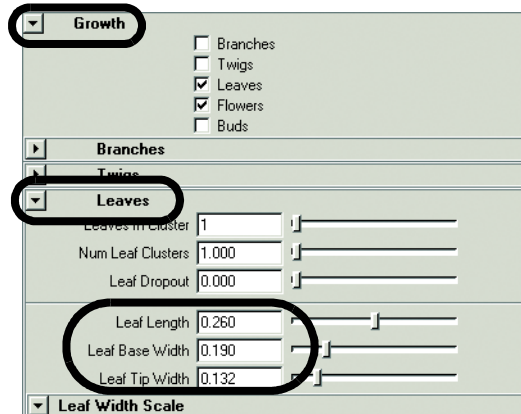 Growth
Branches
Twigs
Leaves
Flowers
Buds
Branches
Twigs
Leaves
Leaves in Cluster 1
Num Leaf Clusters 1.000
Leaf Dropout 0.000
Leaf Length 0.260
Leaf Base Width 0.190
Leaf Tip Width 0.132
Leaf Width Scale